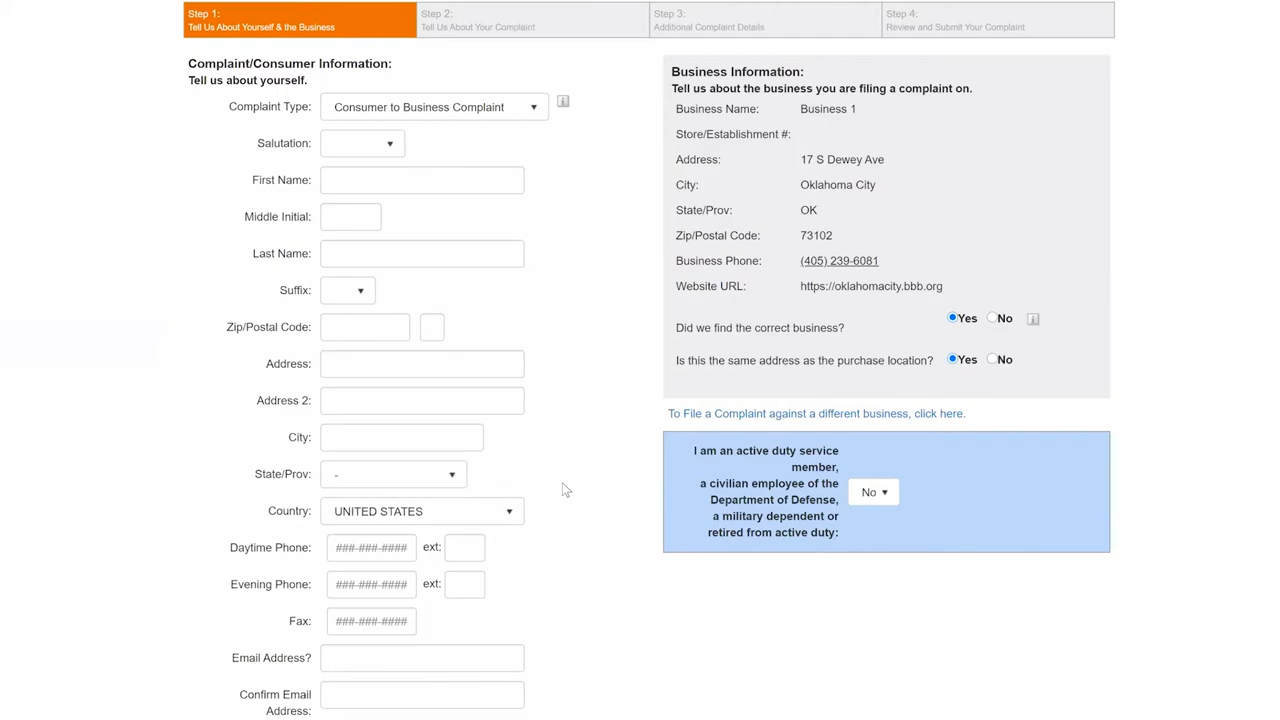 Step 1:
Tell Us About Yourself & the Business
Step 2:
Tell Us About Your Complaint
Step 3:
Additional Complaint Details
Step 4:
Review and Submit Your Complaint
Complaint/Consumer Information:
Tell us about yourself.
Complaint Type: Consumer to Business Complaint
Salutation:
First Name:
Middle Initial:
Last Name:
Suffix:
Zip/Postal Code:
Address:
Address 2:
City:
State/Prov: -
Country: UNITED STATES
Daytime Phone: ###-###-#### ext:
Evening Phone: ###-###-#### ext:
Fax: ###-###-####
Email Address?
Confirm Email
Address:
Business Information:
Tell us about the business you are filing a complaint on.
Business Name: Business 1
Store/Establishment #:
Address: 17 S Dewey Ave
City: Oklahoma City
State/Prov: OK
Zip/Postal Code: 73102
Business Phone: (405) 239-6081
Website URL: https://oklahomacity.bbb.org
Did we find the correct business? Yes No
Is this the same address as the purchase location? Yes No
To File a Complaint against a different business, click here.
I am an active duty service
member,
a civilian employee of the
Department of Defense,
a military dependent or
retired from active duty:
No